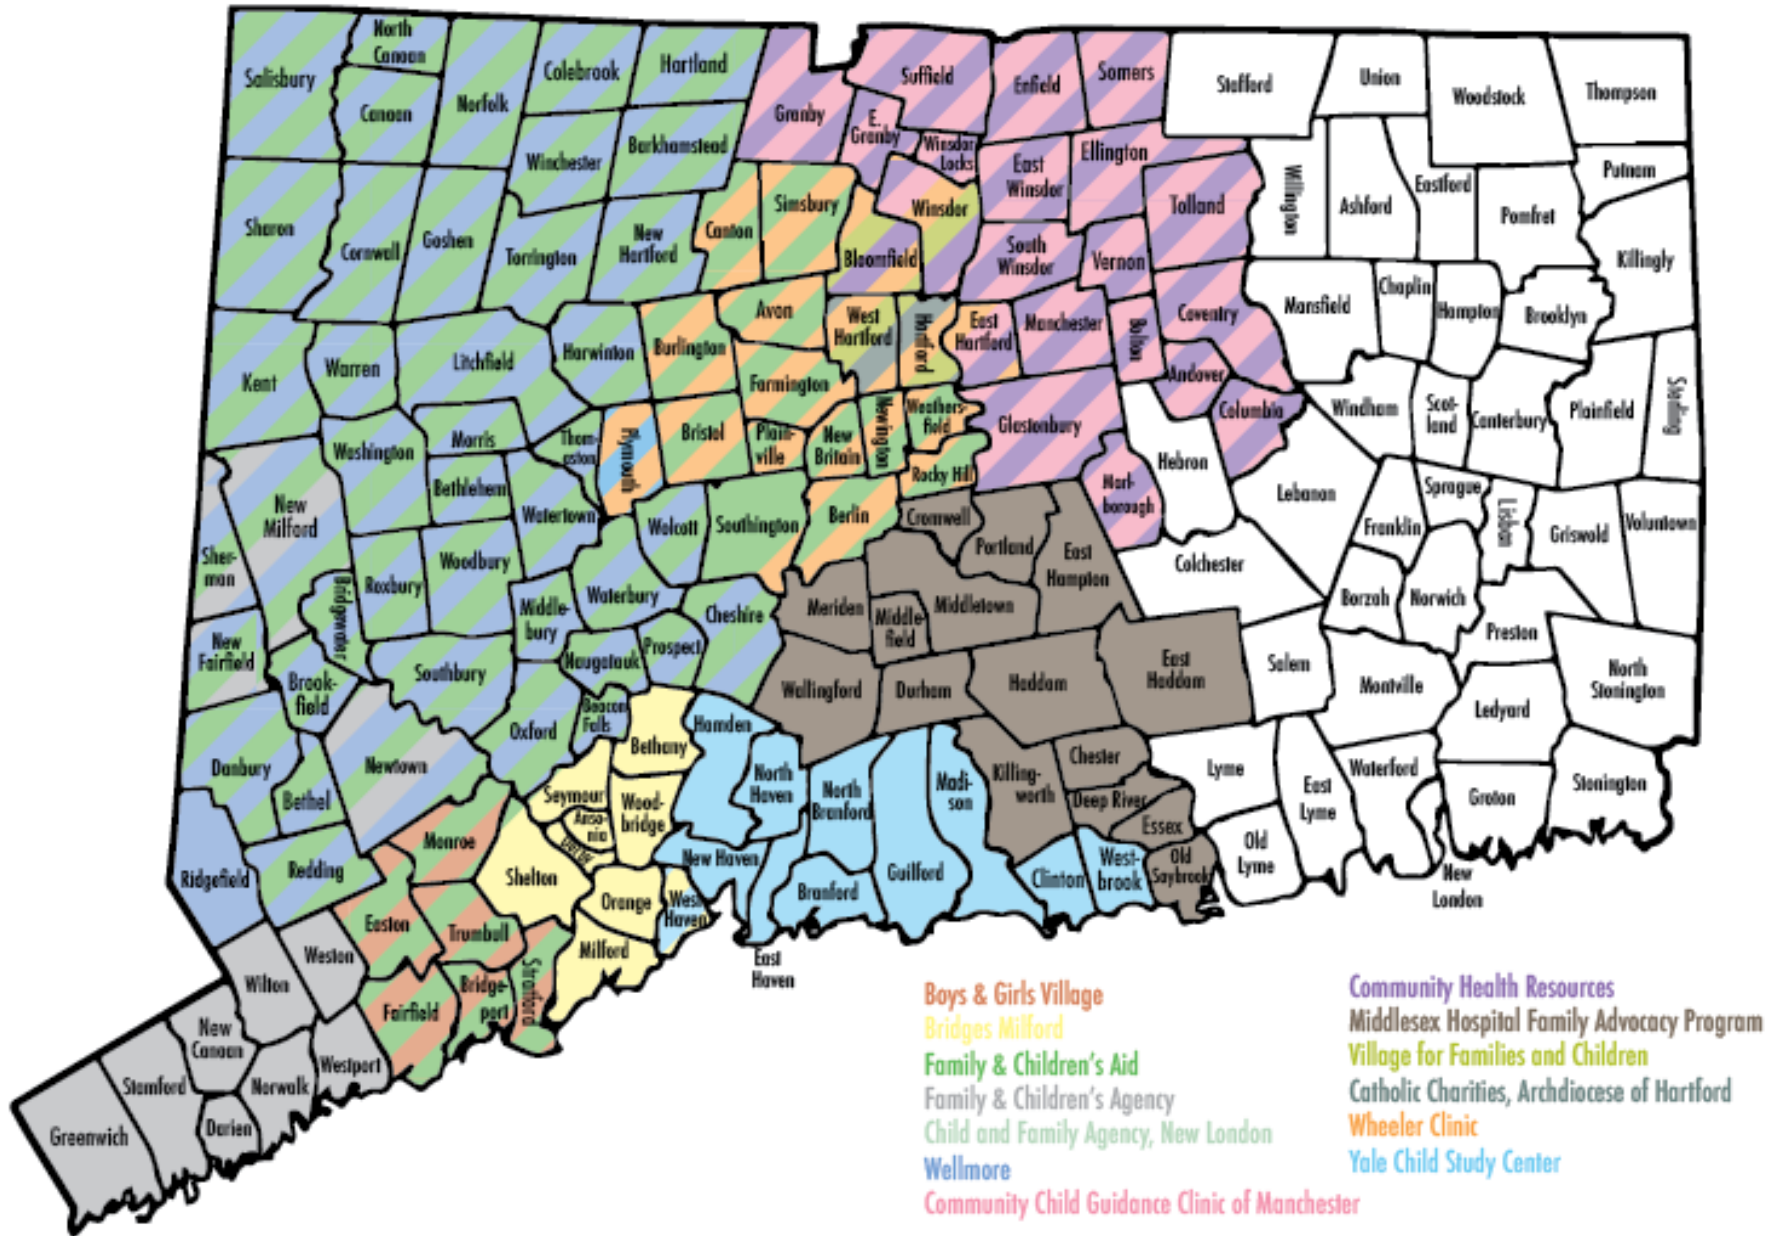 Salisbury
North
Canaan
Canaan
Norfolk
Colebrook
Hartland
Winchester
Barkhamstead
Sharon
Cornwall
Goshen
Torrington
New
Hartford
Granby
Suffield
E.
Granby
Winsdor
Locks
Enfield
Somers
East
Winsdor
Ellington
Tolland
Stafford
Union
Woodstock
Thompson
Willington
Ashford
Eastford
Pomfret
Putnam
Killingly
Canton
Simsbury
Bloomfield
Winsdor
South
Winsdor
Vernon
Coventry
Mansfield
Chaplin
Hampton
Brooklyn
Kent
Warren
Litchfield
Harwinton
Burlington
Avon
Farmington
West
Hartford
Hartford
East
Hartford
Manchester
Bolton
Andover
Columbia
Windham
Scot-
land
Canterbury
Plainfield
Sterling
Washington
Morris
Bethlehem
Thom-
aston
Plymouth
Bristol
Plain-
ville
New
Britain
Newington
Weathers-
field
Rocky Hill
Glastonbury
Marl-
borough
Hebron
Lebanon
Franklin
Sprague
Lisbon
Griswold
Voluntown
New
Milford
Sher-
man
Bridgewater
Roxbury
Woodbury
Watertown
Wolcott
Southington
Berlin
Cromwell
Portland
East
Hampton
Colchester
Bozrah
Norwich
Preston
North
Stonington
New
Fairfield
Brook-
field
Southbury
Middle-
bury
Waterbury
Naugatauk
Prospect
Cheshire
Meriden
Middle-
field
Middletown
Wallingford
Durham
Haddam
East
Haddam
Salem
Montville
Ledyard
Danbury
Bethel
Newtown
Oxford
Beacon
Falls
Bethany
Hamden
North
Haven
North
Branford
Madi-
son
Killing-
worth
Chester
Deep River
Essex
Lyme
East
Lyme
Waterford
Groton
Stonington
Ridgefield
Redding
Monroe
Seymour
Anso-
nia
Derby
Wood-
bridge
Shelton
Orange
New Haven
West
Haven
Branford
Guilford
Clinton
West-
brook
Old
Saybrook
Old
Lyme
New
London
Easton
Trumbull
Milford
East
Haven
Weston
Wilton
Fairfield
Bridge-
port
Stratford
New
Canaan
Westport
Norwalk
Stamford
Darien
Greenwich
Boys & Girls Village
Bridges Milford
Family & Children's Aid
Family & Children's Agency
Child and Family Agency, New London
Wellmore
Community Child Guidance Clinic of Manchester
Community Health Resources
Middlesex Hospital Family Advocacy Program
Village for Families and Children
Catholic Charities, Archdiocese of Hartford
Wheeler Clinic
Yale Child Study Center